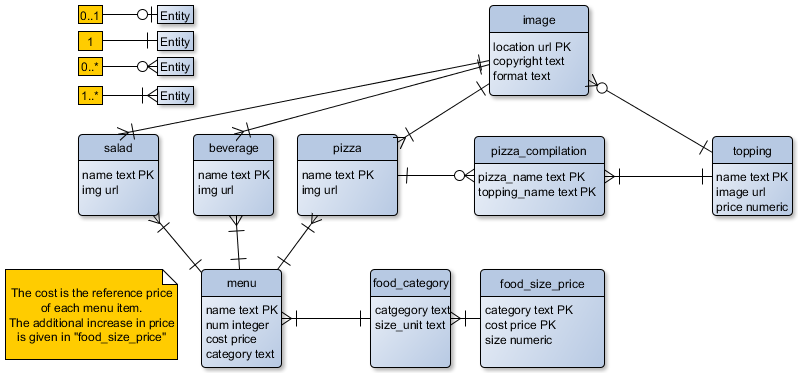 0..1
Entity
1
Entity
0..*
Entity
1..*
Entity
image
location url PK
copyright text
format text
salad
name text PK
img url
beverage
name text PK
img url
pizza
name text PK
img url
pizza_compilation
pizza_name text PK
topping_name text PK
topping
name text PK
image url
price numeric
The cost is the reference price
of each menu item.
The additional increase in price
is given in "food_size_price"
menu
name text PK
num integer
cost price
category text
food_category
catgegory text
size_unit text
food_size_price
category text PK
cost price PK
size numeric